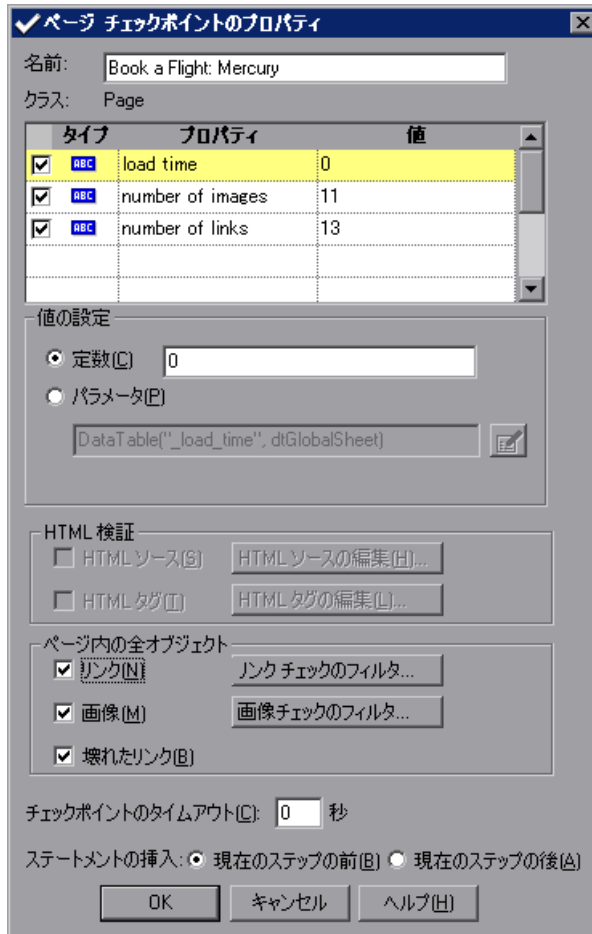 ページ チェックポイントのプロパティ
名前: Book a Flight: Mercury
クラス: Page
タイプ プロパティ 値
ABC load time 0
ABC number of images 11
ABC number of links 13
値の設定
定数(C) 0
パラメータ(P)
DataTable("_load_time", dtGlobalSheet)
HTML 検証
HTML ソース(S) HTML ソースの編集(H)...
HTML タグ(T) HTML タグの編集(L)...
ページ内の全オブジェクト
リンク(N) リンク チェックのフィルタ...
画像(M) 画像チェックのフィルタ...
壊れたリンク(B)
チェックポイントのタイムアウト(C): 0 秒
ステートメントの挿入: 現在のステップの前(B) 現在のステップの後(A)
OK キャンセル ヘルプ(H)